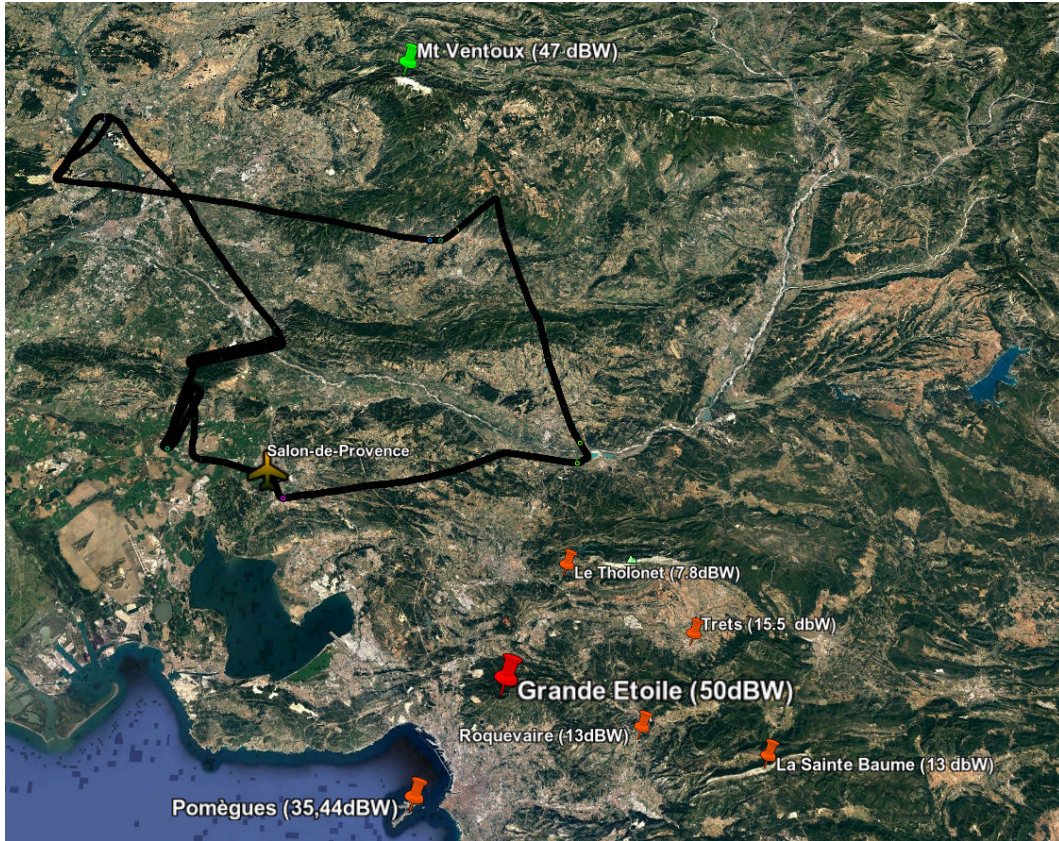 Mt Ventoux (47 dBW)
Salon-de-Provence
Le Tholonet (7.8dBW)
Trets (15.5 dbW)
Grande Etoile (50dBW)
Roquevaire (13dBW)
La Sainte Baume (13 dbW)
Pomègues (35,44dBW)